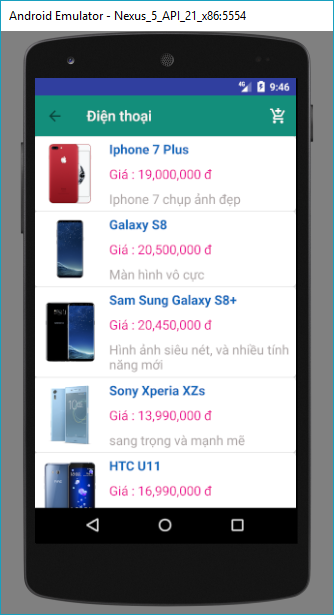 Android Emulator - Nexus_5_API_21_x86:5554
4G 9:46
Điện thoại
Iphone 7 Plus
Giá : 19,000,000 đ
Iphone 7 chụp ảnh đẹp
Galaxy S8
Giá : 20,500,000 đ
Màn hình vô cực
Sam Sung Galaxy S8+
Giá : 20,450,000 đ
Hình ảnh siêu nét, và nhiều tính
năng mới
Sony Xperia XZs
Giá : 13,990,000 đ
sang trọng và mạnh mẽ
HTC U11
Giá : 16,990,000 đ